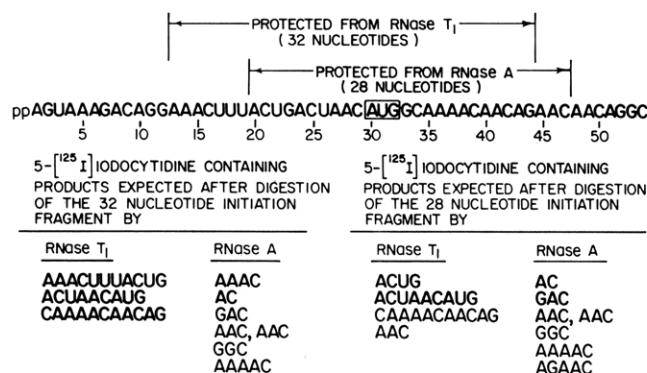 PROTECTED FROM RNase T₁
( 32 NUCLEOTIDES )
PROTECTED FROM RNase A
( 28 NUCLEOTIDES )
ppAGUAAAGACAGGAAACUUUACUGACUAAC AUG GCAAAACAACAGAACAACAGGC
5 10 15 20 25 30 35 40 45 50
5-[¹²⁵I] IODOCYTIDINE CONTAINING
PRODUCTS EXPECTED AFTER DIGESTION
OF THE 32 NUCLEOTIDE INITIATION
FRAGMENT BY
RNase T₁ RNase A
AAACUUUACUG AAAC
ACUAACAUG AC
CAAAACAACAG GAC
AAC, AAC
GGC
AAAAC
5-[¹²⁵I] IODOCYTIDINE CONTAINING
PRODUCTS EXPECTED AFTER DIGESTION
OF THE 28 NUCLEOTIDE INITIATION
FRAGMENT BY
RNase T₁ RNase A
ACUG AC
ACUAACAUG GAC
CAAAACAACAG AAC, AAC
AAC GGC
AAAAC
AGAAC